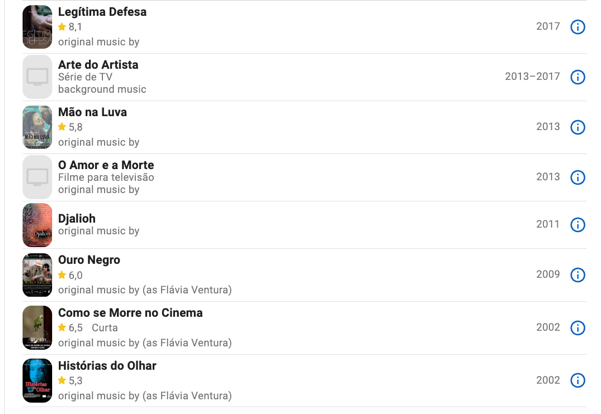 Legítima Defesa
8,1
original music by
2017
Arte do Artista
Série de TV
background music
2013–2017
Mão na Luva
5,8
original music by
2013
O Amor e a Morte
Filme para televisão
original music by
2013
Djalioh
original music by
2011
Ouro Negro
6,0
original music by (as Flávia Ventura)
2009
Como se Morre no Cinema
6,5 Curta
original music by (as Flávia Ventura)
2002
Histórias do Olhar
5,3
original music by (as Flávia Ventura)
2002